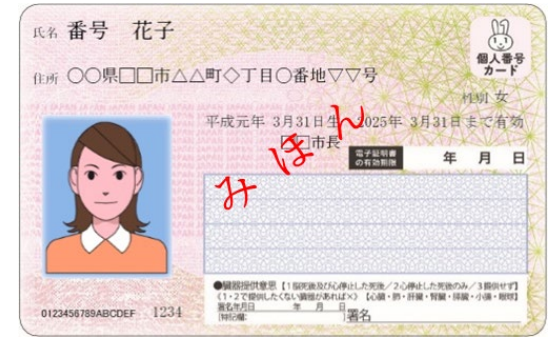 氏名 番号 花子
個人番号
カード
住所 〇〇県□□市△△町◇丁目〇番地▽▽号
性別 女
平成元年 3月31日生 2025年 3月31日まで有効
□□市長
みほん
電子証明書
の有効期限 年 月 日
●臓器提供意思【1脳死後及び心停止した死後/2心停止した死後のみ/3提供せず】
《1・2で提供したくない臓器があれば×》【心臓・肺・肝臓・腎臓・膵臓・小腸・眼球】
署名年月日 年 月 日
[特記欄: ] 署名
0123456789ABCDEF 1234